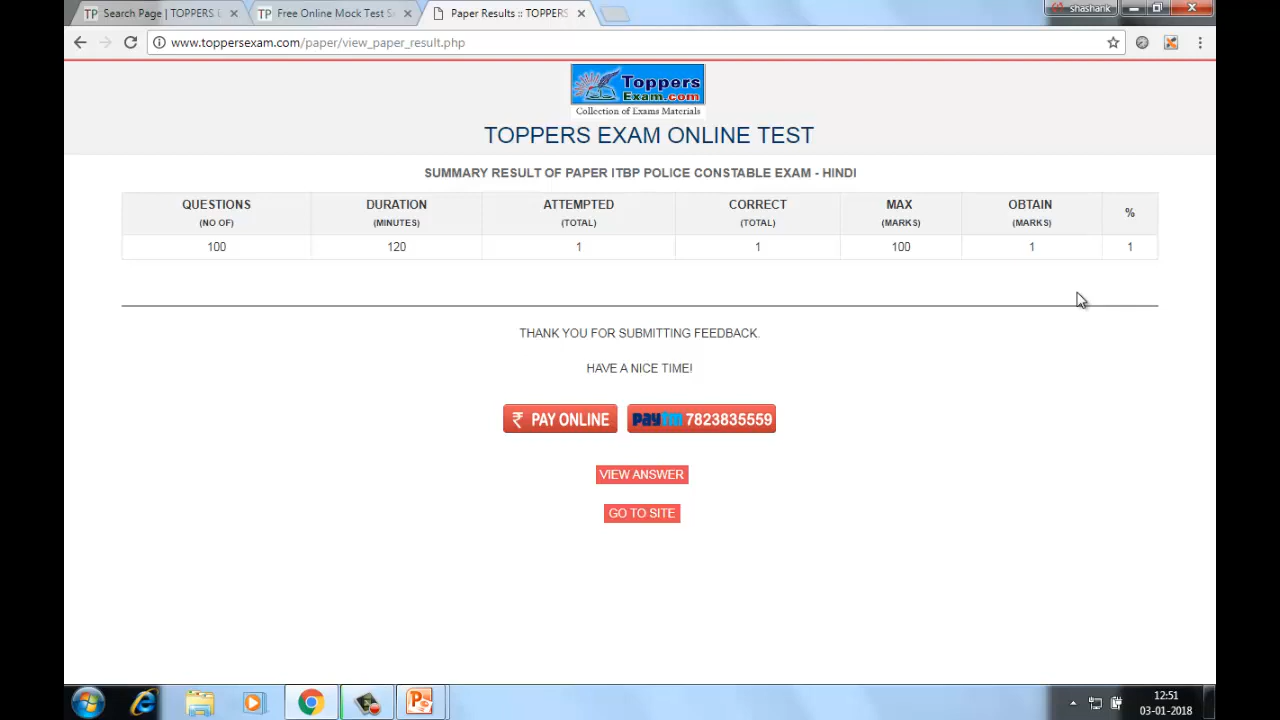 Search Page | TOPPERS
Free Online Mock Test S
Paper Results :: TOPPERS
shashank
www.toppersexam.com/paper/view_paper_result.php
Toppers
Exam.com
Collection of Exams Materials
TOPPERS EXAM ONLINE TEST
SUMMARY RESULT OF PAPER ITBP POLICE CONSTABLE EXAM - HINDI
QUESTIONS DURATION ATTEMPTED CORRECT MAX OBTAIN %
(NO OF) (MINUTES) (TOTAL) (TOTAL) (MARKS) (MARKS)
100 120 1 1 100 1 1
THANK YOU FOR SUBMITTING FEEDBACK.
HAVE A NICE TIME!
₹ PAY ONLINE
paytm 7823835559
VIEW ANSWER
GO TO SITE
12:51
03-01-2018